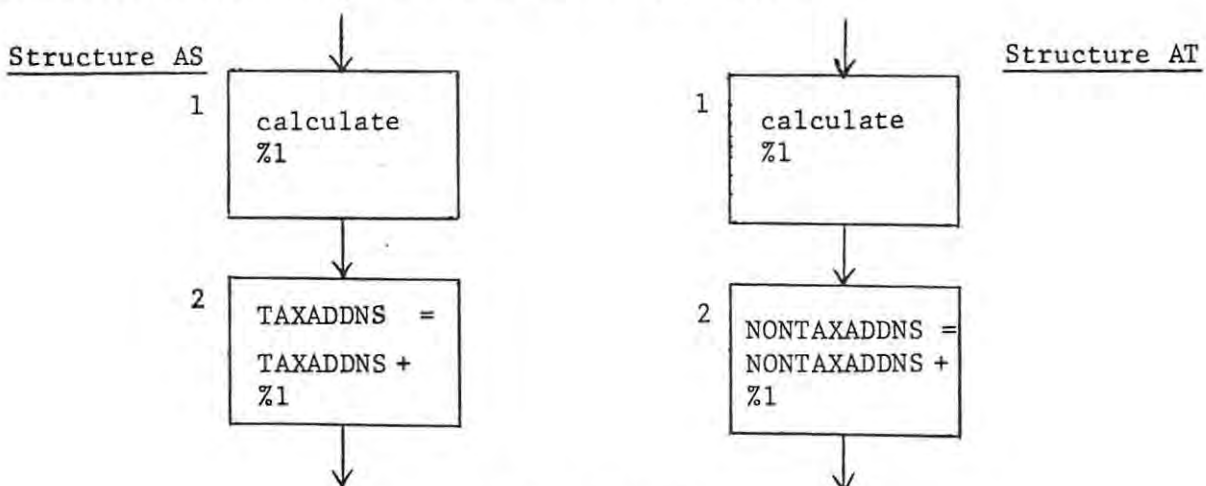 Structure AS
1
calculate
%1
2
TAXADDNS =
TAXADDNS +
%1
Structure AT
1
calculate
%1
2
NONTAXADDNS =
NONTAXADDNS +
%1